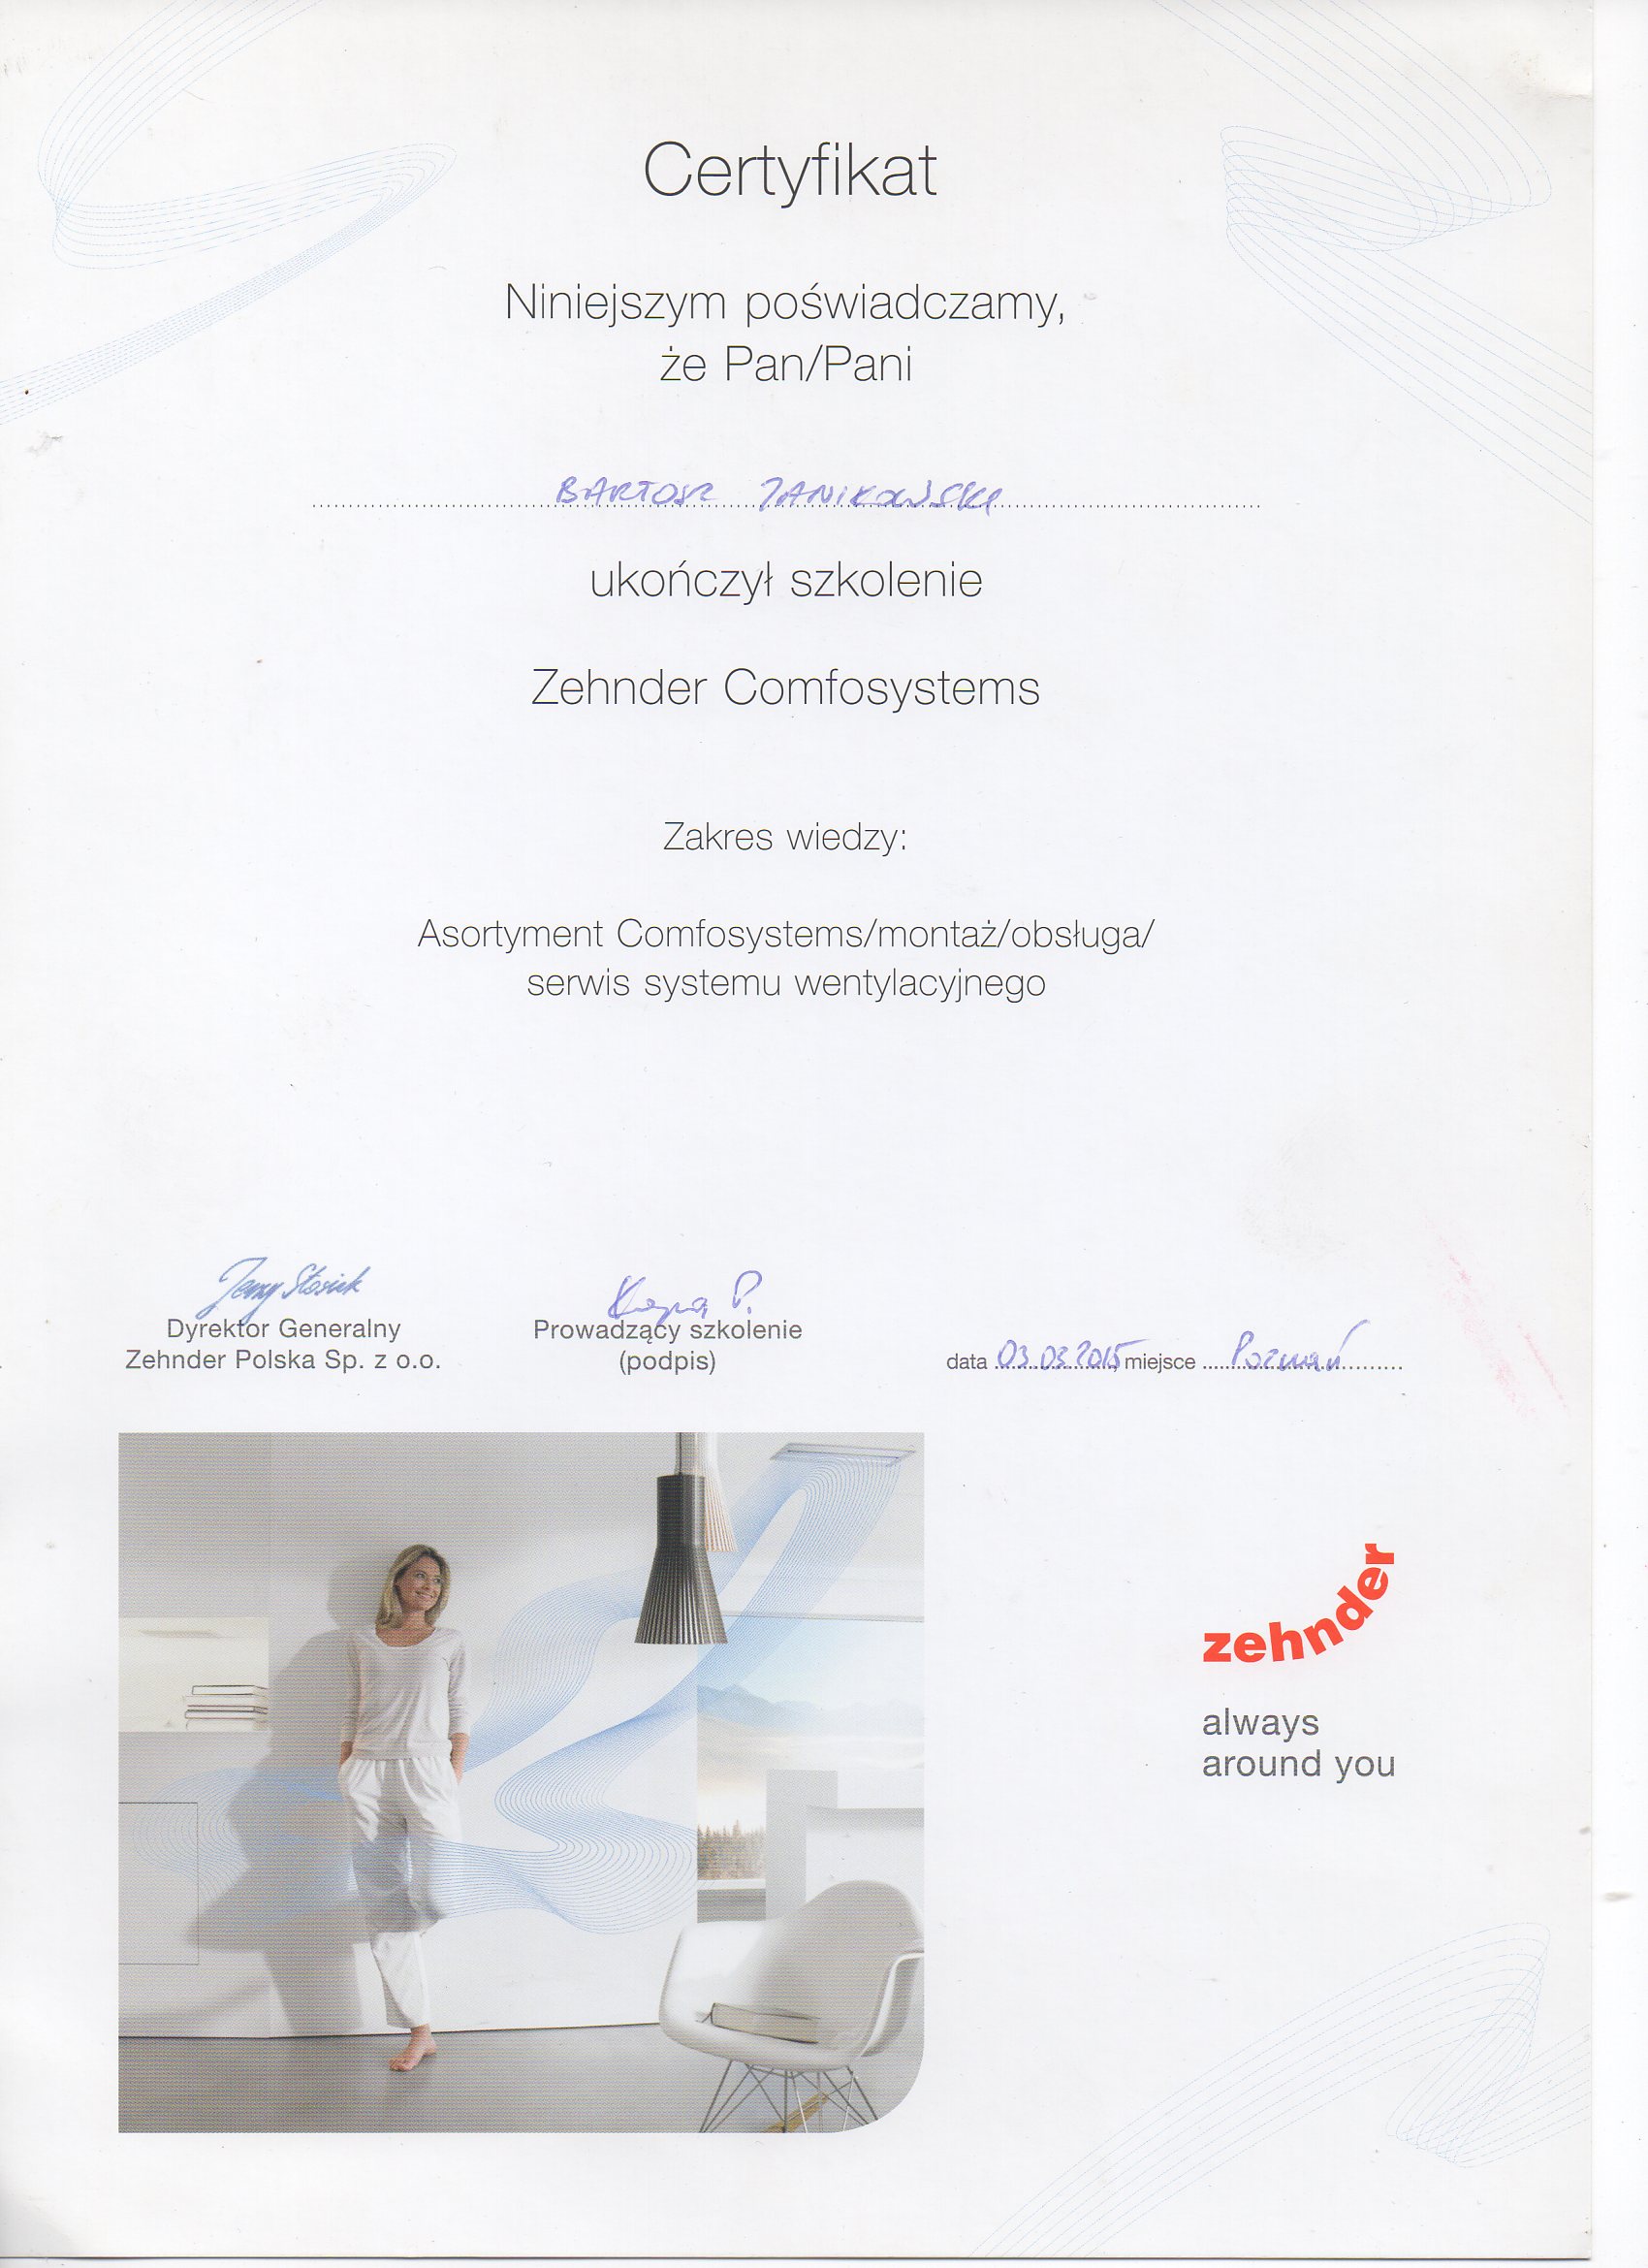 Certyfikat
Niniejszym poświadczamy,
że Pan/Pani
BARTOSZ JANIKOWSKI
ukończył szkolenie
Zehnder Comfosystems
Zakres wiedzy:
Asortyment Comfosystems/montaż/obsługa/
serwis systemu wentylacyjnego
Jerzy Stosiek
Dyrektor Generalny
Zehnder Polska Sp. z o.o.
P.
Prowadzący szkolenie
(podpis)
data 03.03.2015, miejsce Poznań
zehnder
always
around you